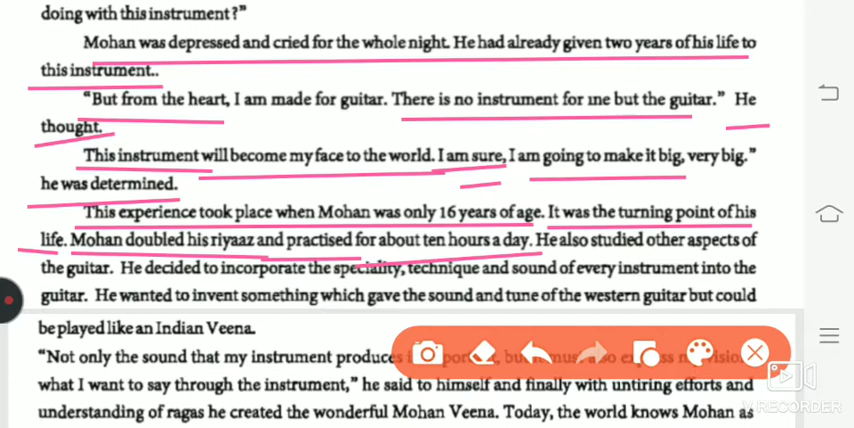 doing with this instrument?"
Mohan was depressed and cried for the whole night. He had already given two years of his life to
this instrument..
"But from the heart, I am made for guitar. There is no instrument for me but the guitar." He
thought.
This instrument will become my face to the world. I am sure, I am going to make it big, very big."
he was determined.
This experience took place when Mohan was only 16 years of age. It was the turning point of his
life. Mohan doubled his riyaaz and practised for about ten hours a day. He also studied other aspects of
the guitar. He decided to incorporate the speciality, technique and sound of every instrument into the
guitar. He wanted to invent something which gave the sound and tune of the western guitar but could
be played like an Indian Veena.
"Not only the sound that my instrument produces
what I want to say through the instrument," he said to himself and finally with untiring efforts and
understanding of ragas he created the wonderful Mohan Veena. Today, the world knows Mohan as
V RECORDER